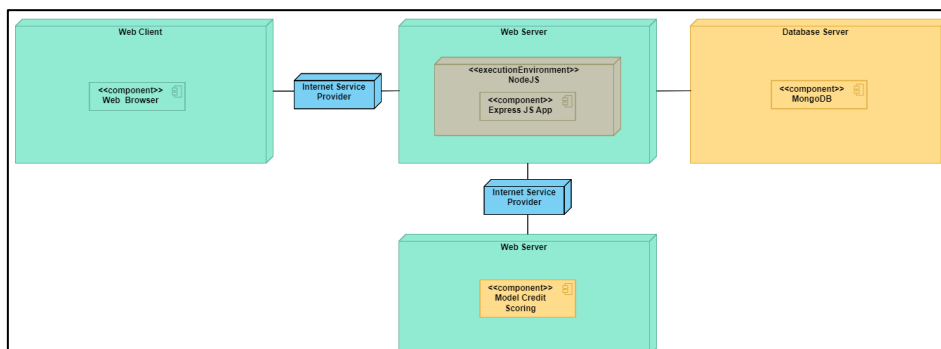 Web Client
<<component>>
Web Browser
Internet Service
Provider
Web Server
<<executionEnvironment>>
NodeJS
<<component>>
Express JS App
Database Server
<<component>>
MongoDB
Internet Service
Provider
Web Server
<<component>>
Model Credit
Scoring